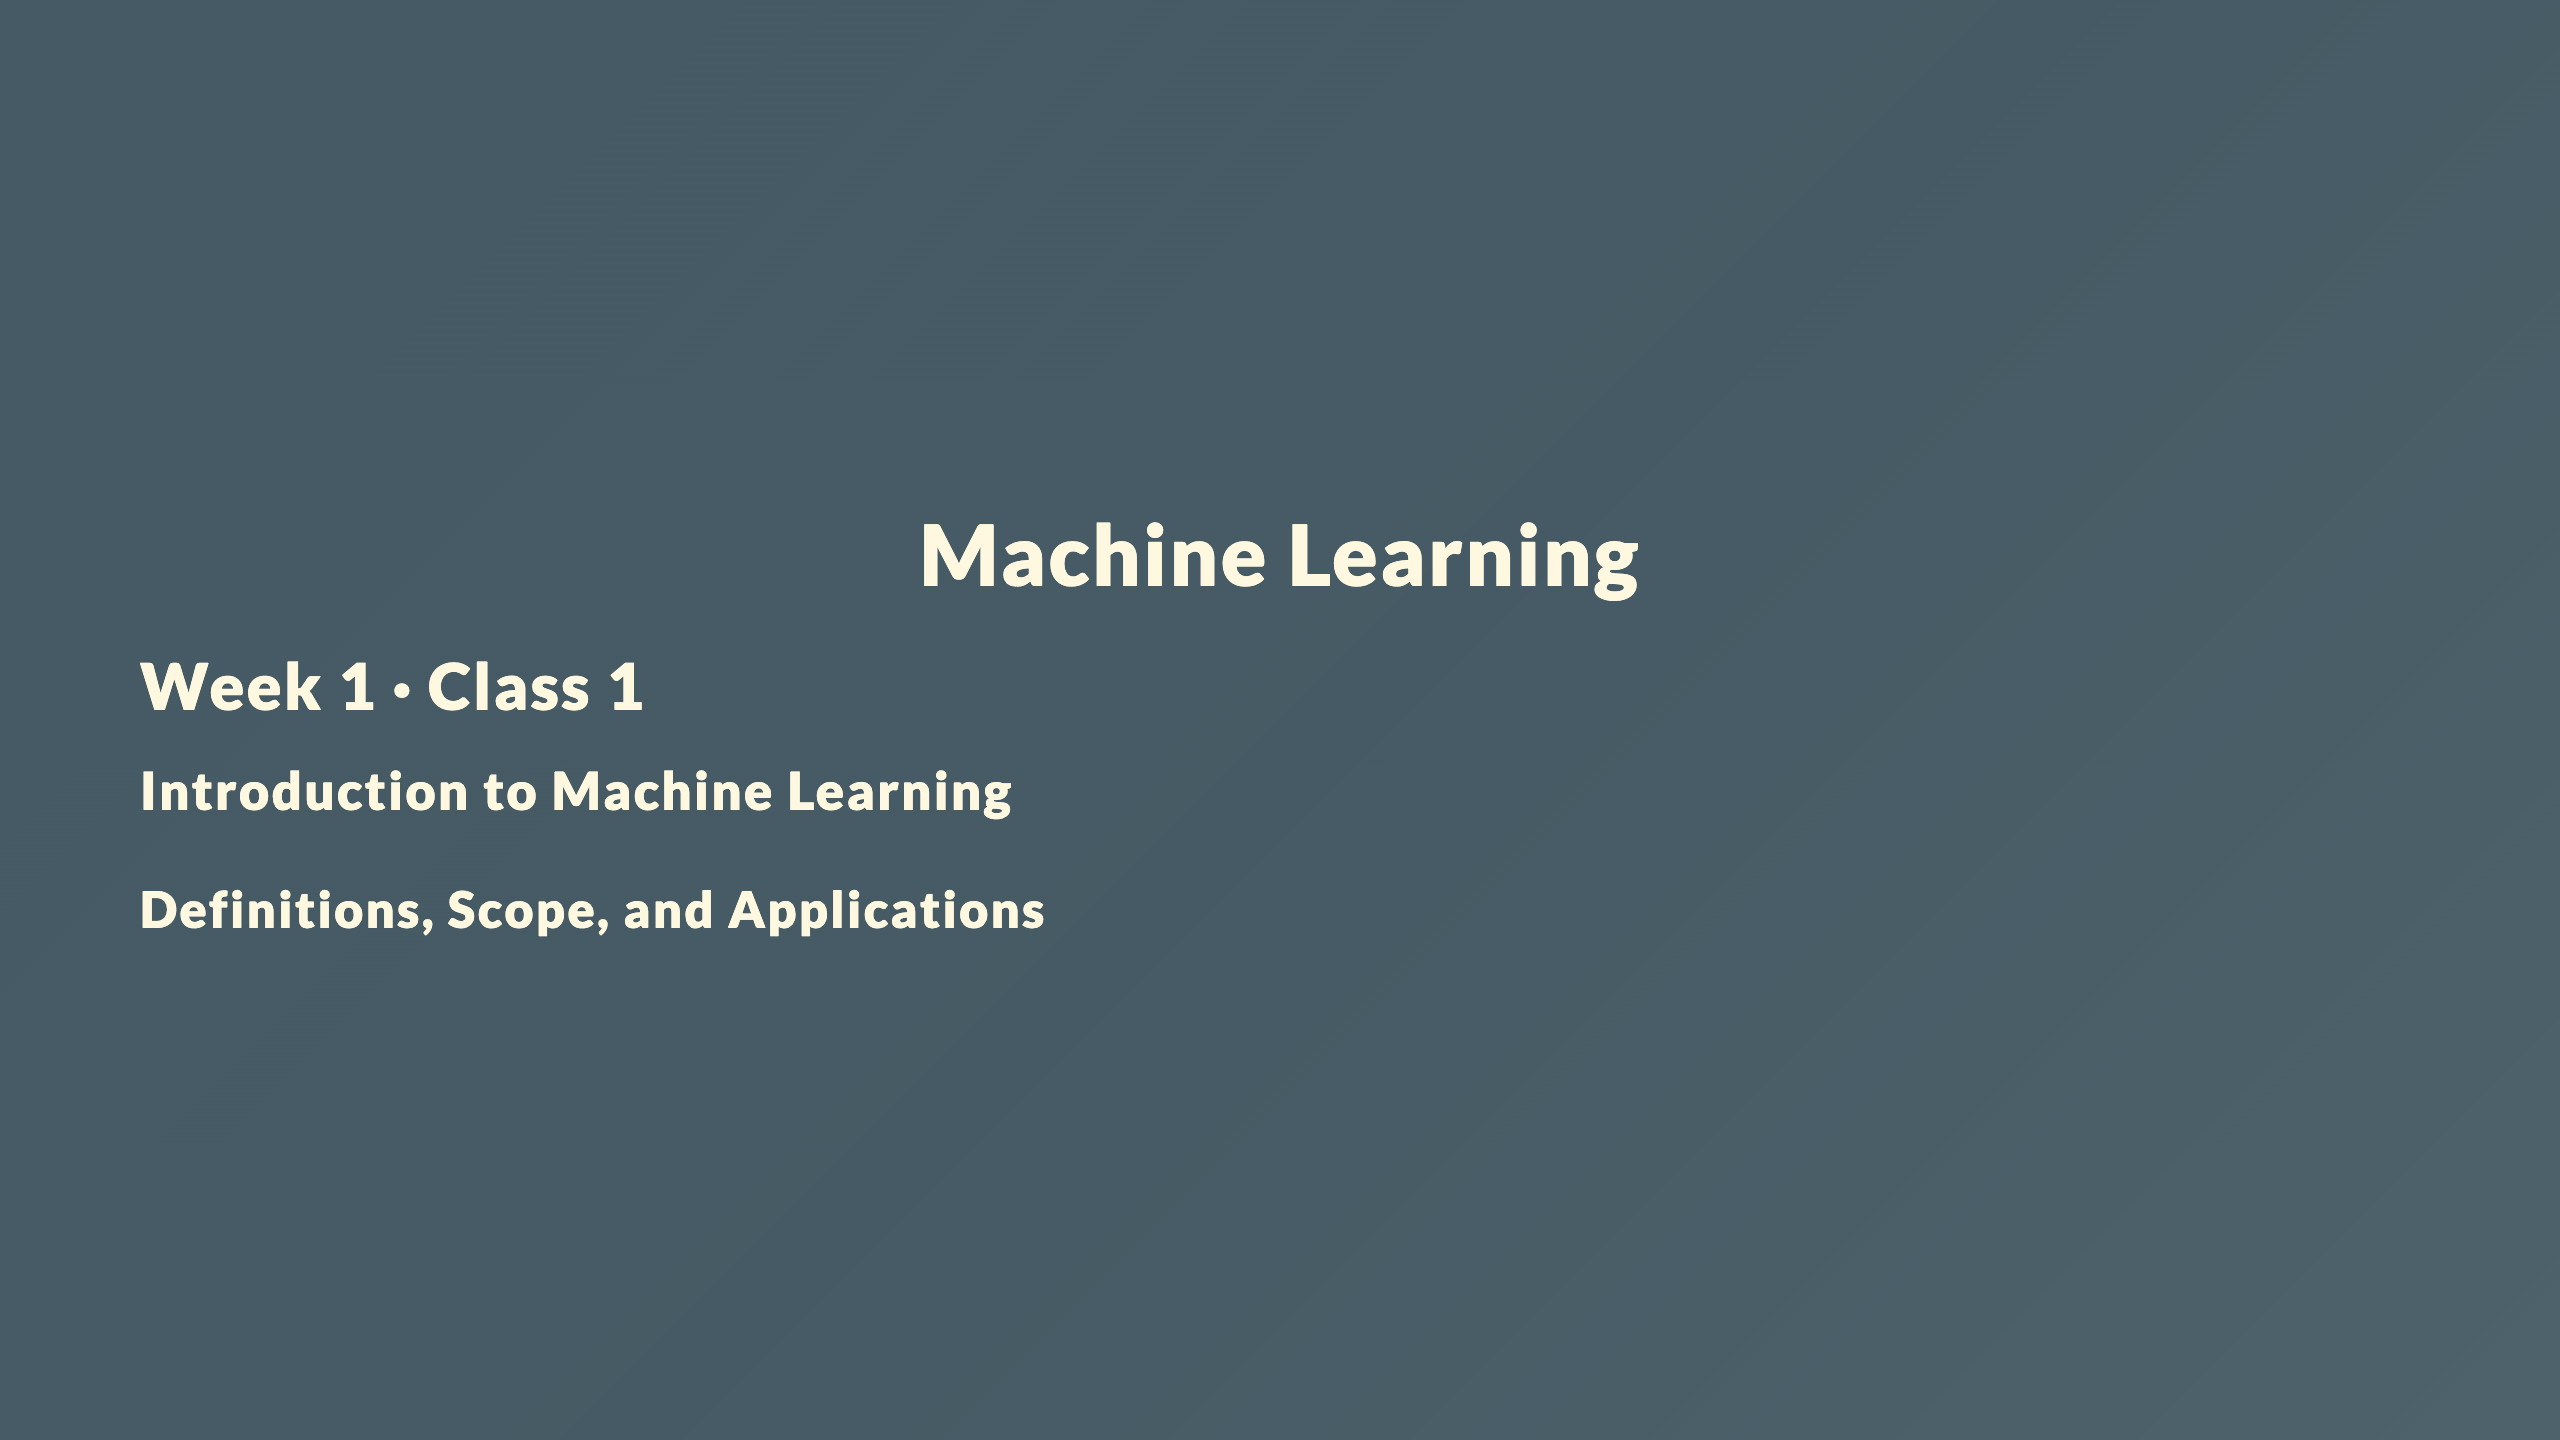 Machine Learning
Week 1 · Class 1
Introduction to Machine Learning
Definitions, Scope, and Applications